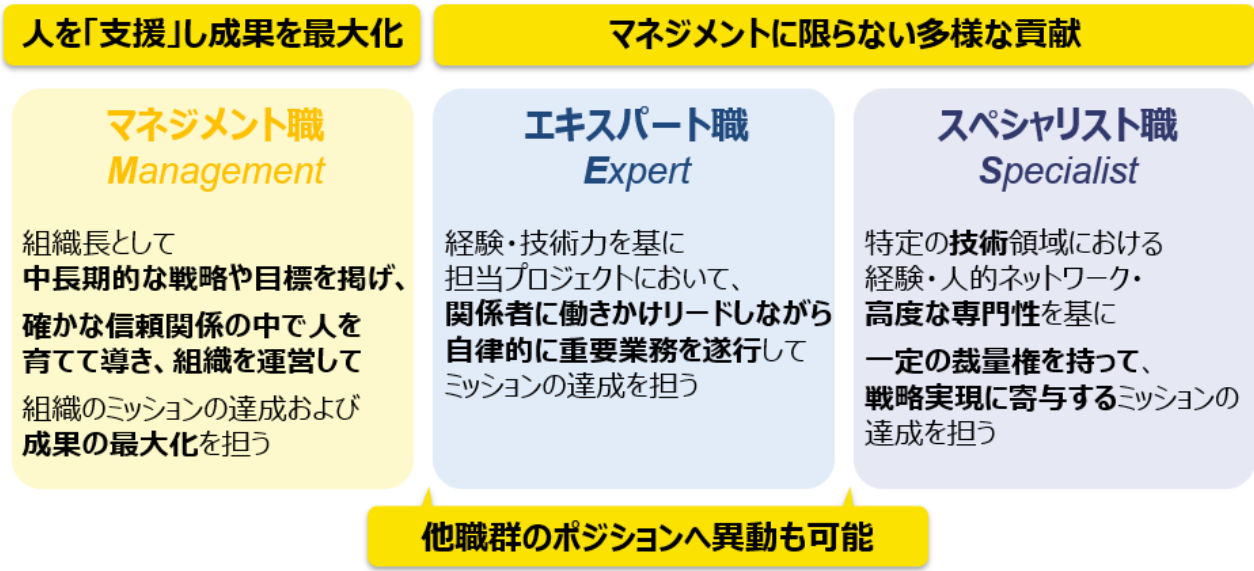 人を「支援」し成果を最大化
マネジメントに限らない多様な貢献
マネジメント職
Management
組織長として
中長期的な戦略や目標を掲げ、
確かな信頼関係の中で人を
育てて導き、組織を運営して
組織のミッションの達成および
成果の最大化を担う
エキスパート職
Expert
経験・技術力を基に
担当プロジェクトにおいて、
関係者に働きかけリードしながら
自律的に重要業務を遂行して
ミッションの達成を担う
スペシャリスト職
Specialist
特定の技術領域における
経験・人的ネットワーク・
高度な専門性を基に
一定の裁量権を持って、
戦略実現に寄与するミッションの
達成を担う
他職群のポジションへ異動も可能